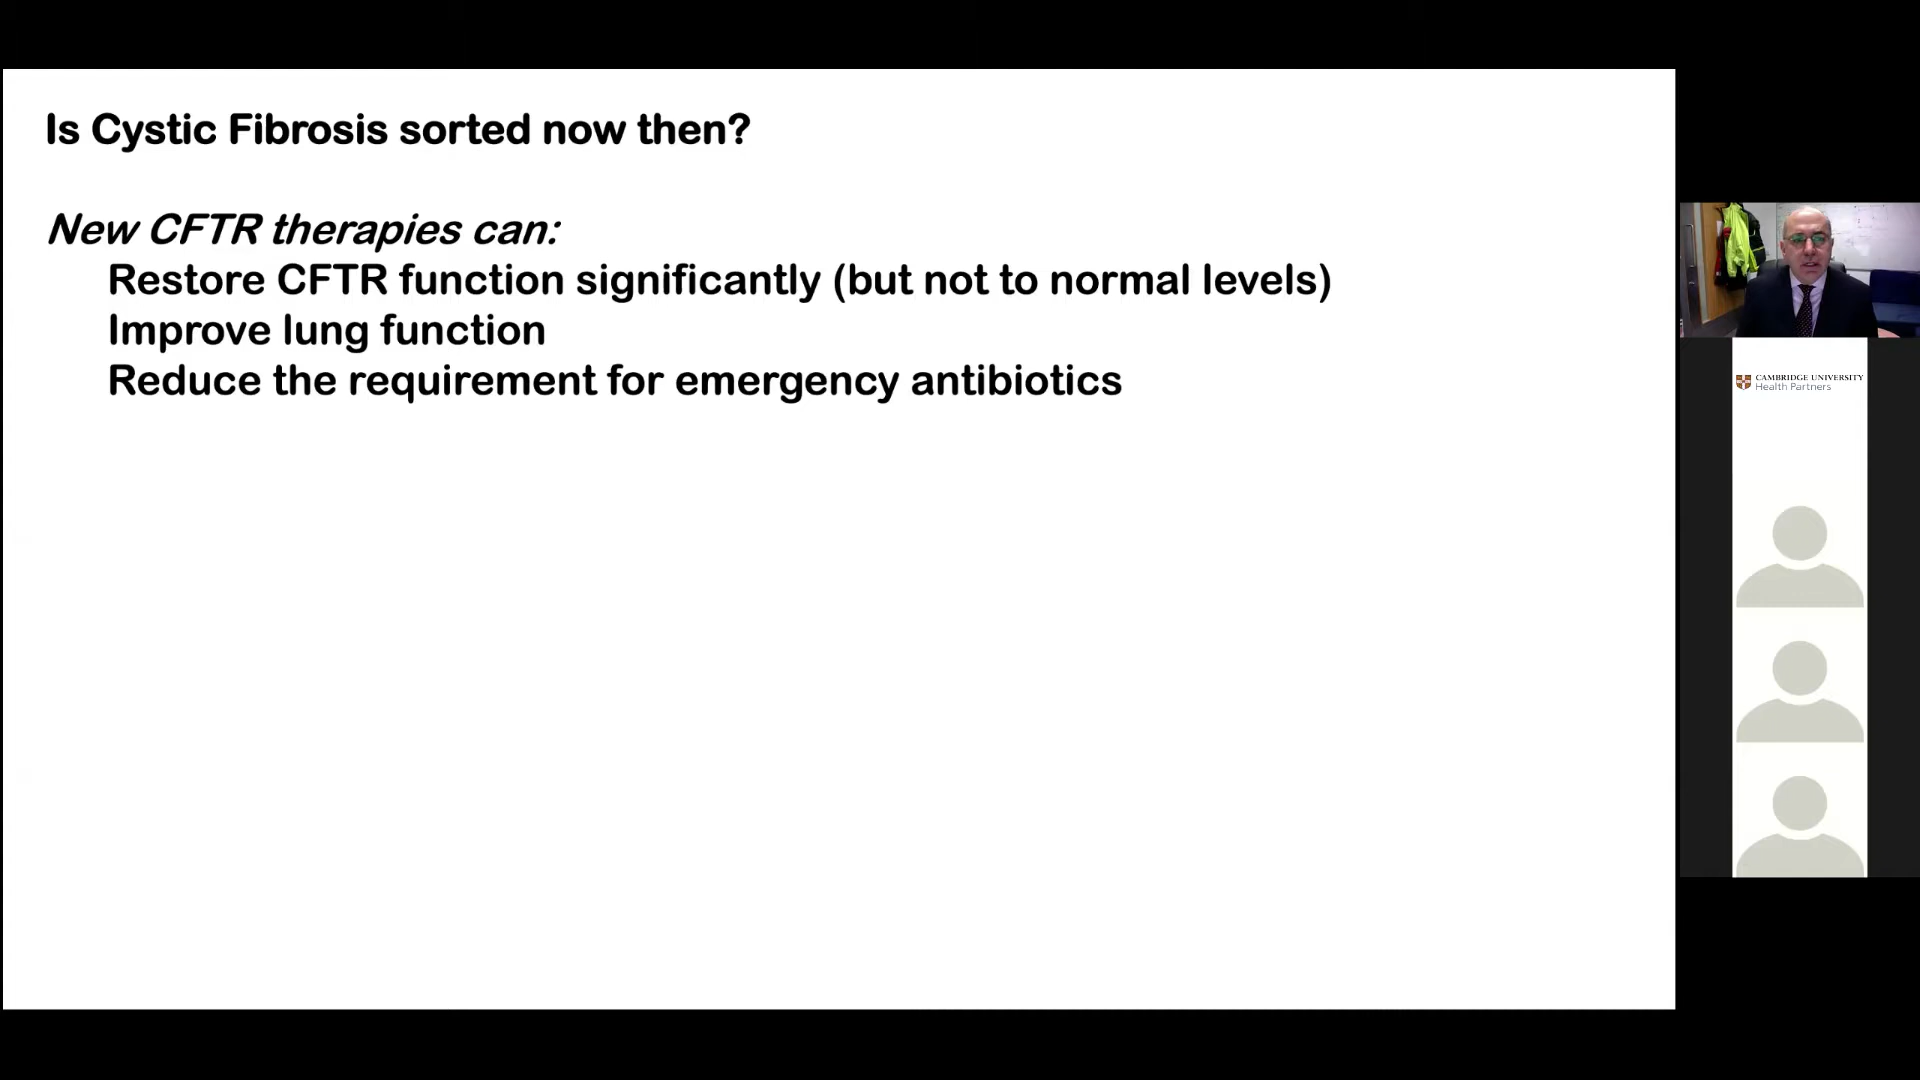 Is Cystic Fibrosis sorted now then?
New CFTR therapies can:
Restore CFTR function significantly (but not to normal levels)
Improve lung function
Reduce the requirement for emergency antibiotics
CAMBRIDGE UNIVERSITY
Health Partners